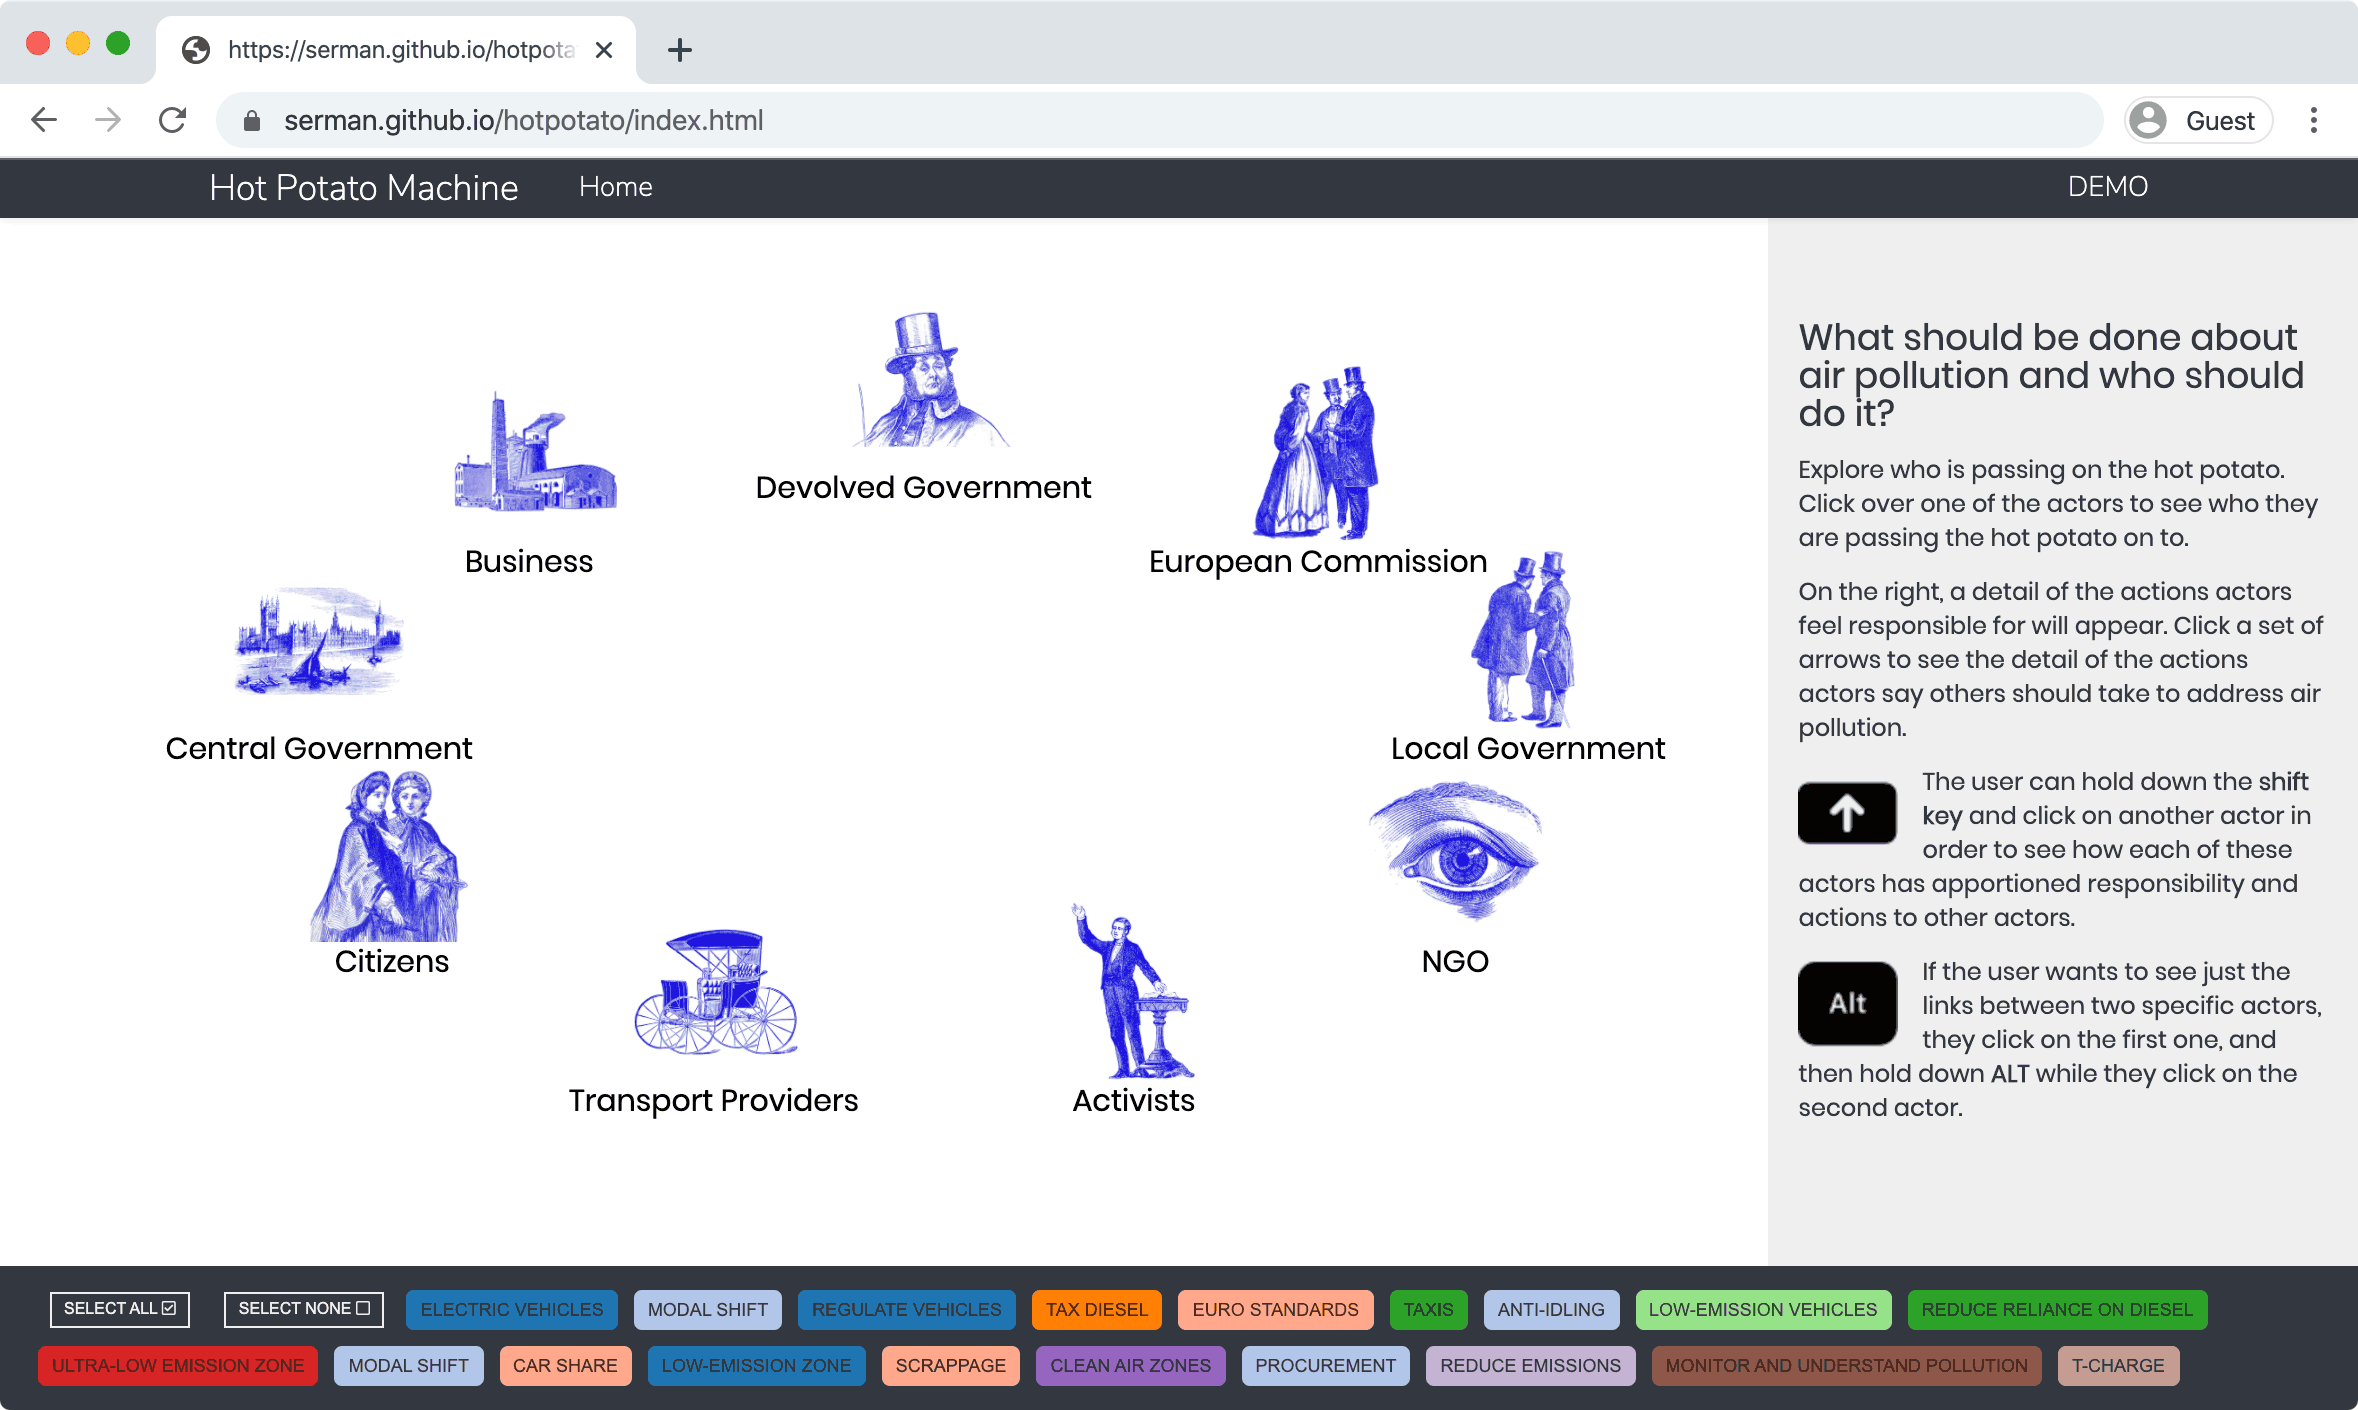 https://serman.github.io/hotpota
serman.github.io/hotpotato/index.html
Guest
Hot Potato Machine
Home
DEMO
Devolved Government
Business
European Commission
Central Government
Local Government
Citizens
NGO
Transport Providers
Activists
What should be done about
air pollution and who should
do it?
Explore who is passing on the hot potato.
Click over one of the actors to see who they
are passing the hot potato on to.
On the right, a detail of the actions actors
feel responsible for will appear. Click a set of
arrows to see the detail of the actions
actors say others should take to address air
pollution.
The user can hold down the shift
key and click on another actor in
order to see how each of these
actors has apportioned responsibility and
actions to other actors.
Alt
If the user wants to see just the
links between two specific actors,
they click on the first one, and
then hold down ALT while they click on the
second actor.
SELECT ALL
SELECT NONE
ELECTRIC VEHICLES
MODAL SHIFT
REGULATE VEHICLES
TAX DIESEL
EURO STANDARDS
TAXIS
ANTI-IDLING
LOW-EMISSION VEHICLES
REDUCE RELIANCE ON DIESEL
ULTRA-LOW EMISSION ZONE
MODAL SHIFT
CAR SHARE
LOW-EMISSION ZONE
SCRAPPAGE
CLEAN AIR ZONES
PROCUREMENT
REDUCE EMISSIONS
MONITOR AND UNDERSTAND POLLUTION
T-CHARGE